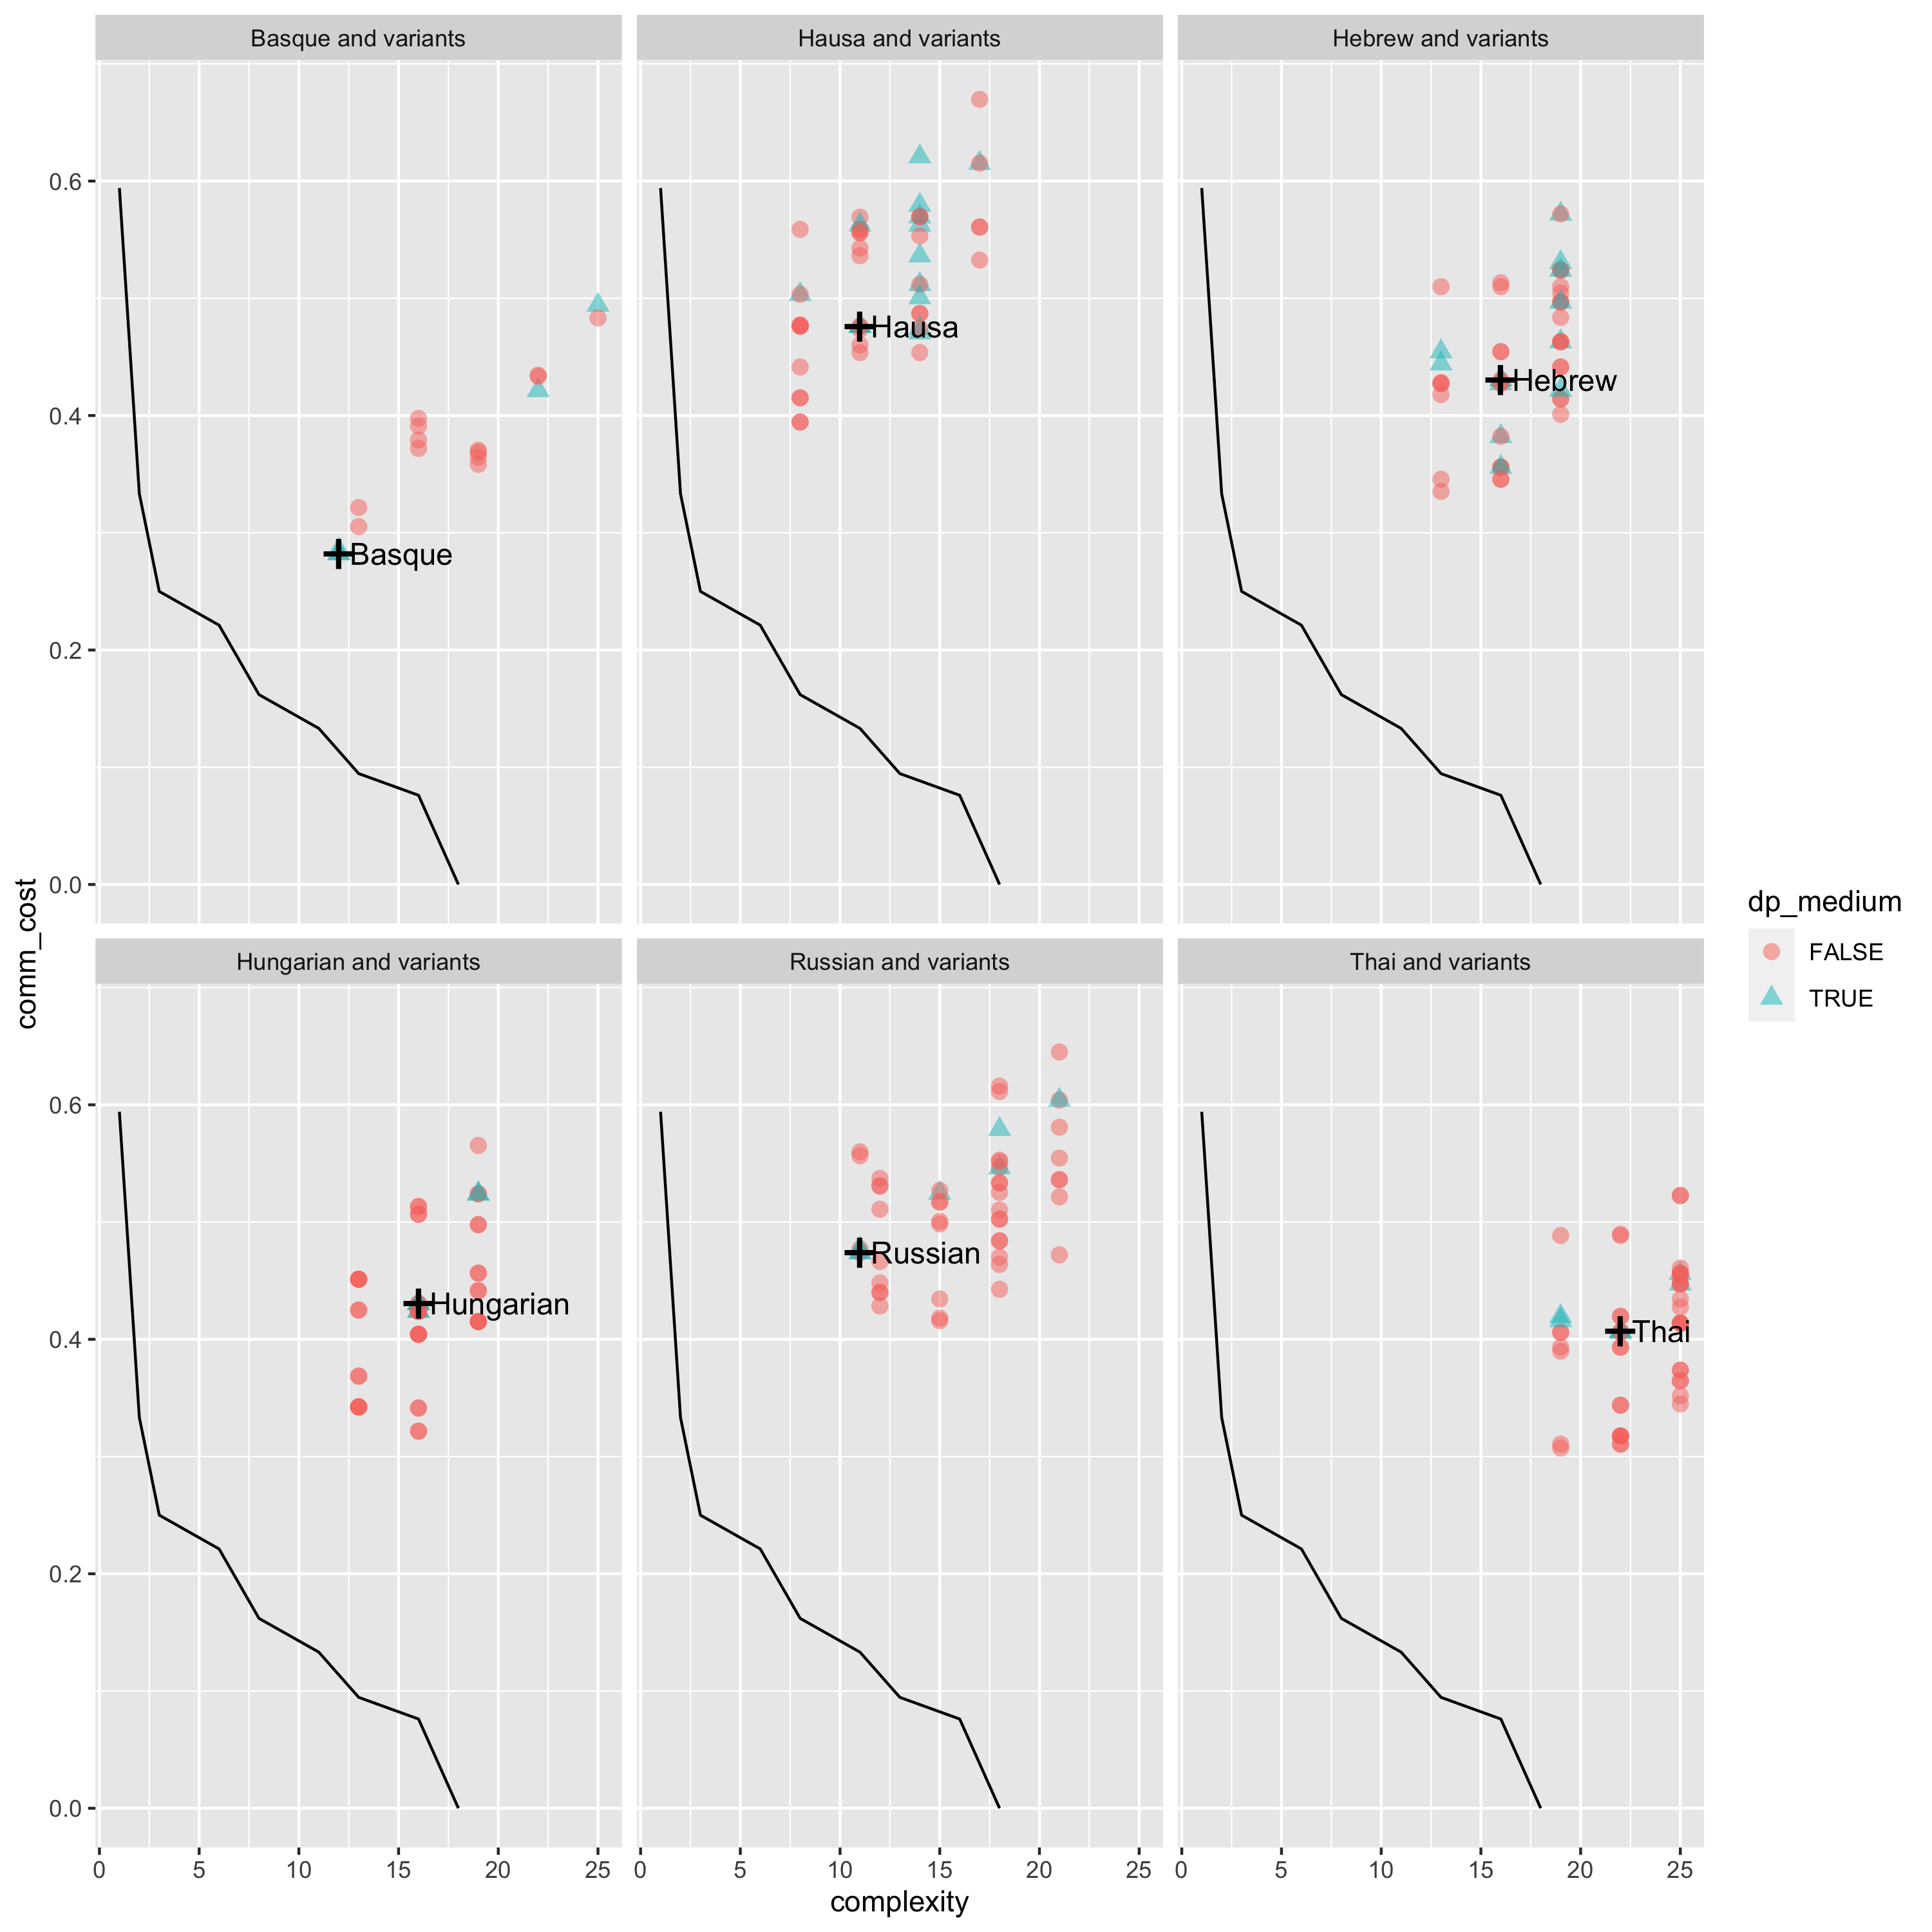 Basque and variants
Hausa and variants
Hebrew and variants
0.6
0.4
0.2
0.0
Basque
Hausa
Hebrew
comm_cost
Hungarian and variants
Russian and variants
Thai and variants
0.6
0.4
0.2
0.0
Hungarian
Russian
Thai
0 5 10 15 20 25
0 5 10 15 20 25
0 5 10 15 20 25
complexity
dp_medium
FALSE
TRUE